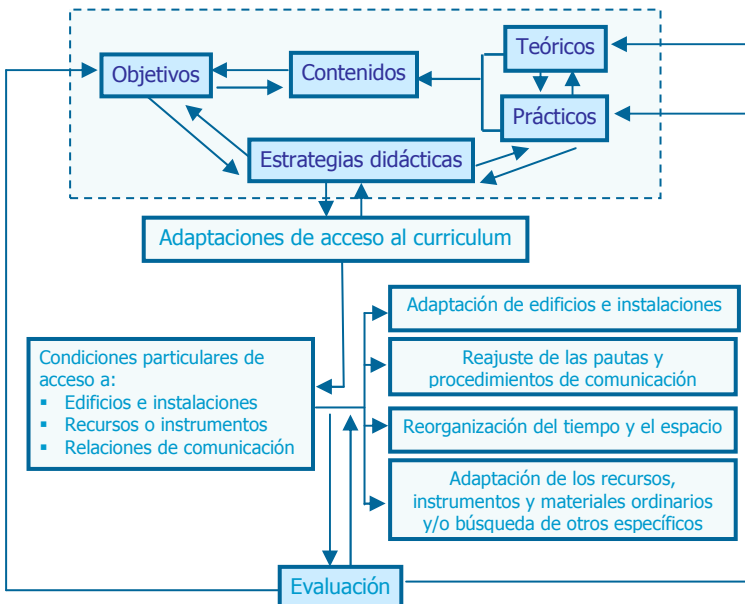 Teóricos
Objetivos
Contenidos
Prácticos
Estrategias didácticas
Adaptaciones de acceso al curriculum
Condiciones particulares de
acceso a:
▪ Edificios e instalaciones
▪ Recursos o instrumentos
▪ Relaciones de comunicación
Adaptación de edificios e instalaciones
Reajuste de las pautas y
procedimientos de comunicación
Reorganización del tiempo y el espacio
Adaptación de los recursos,
instrumentos y materiales ordinarios
y/o búsqueda de otros específicos
Evaluación